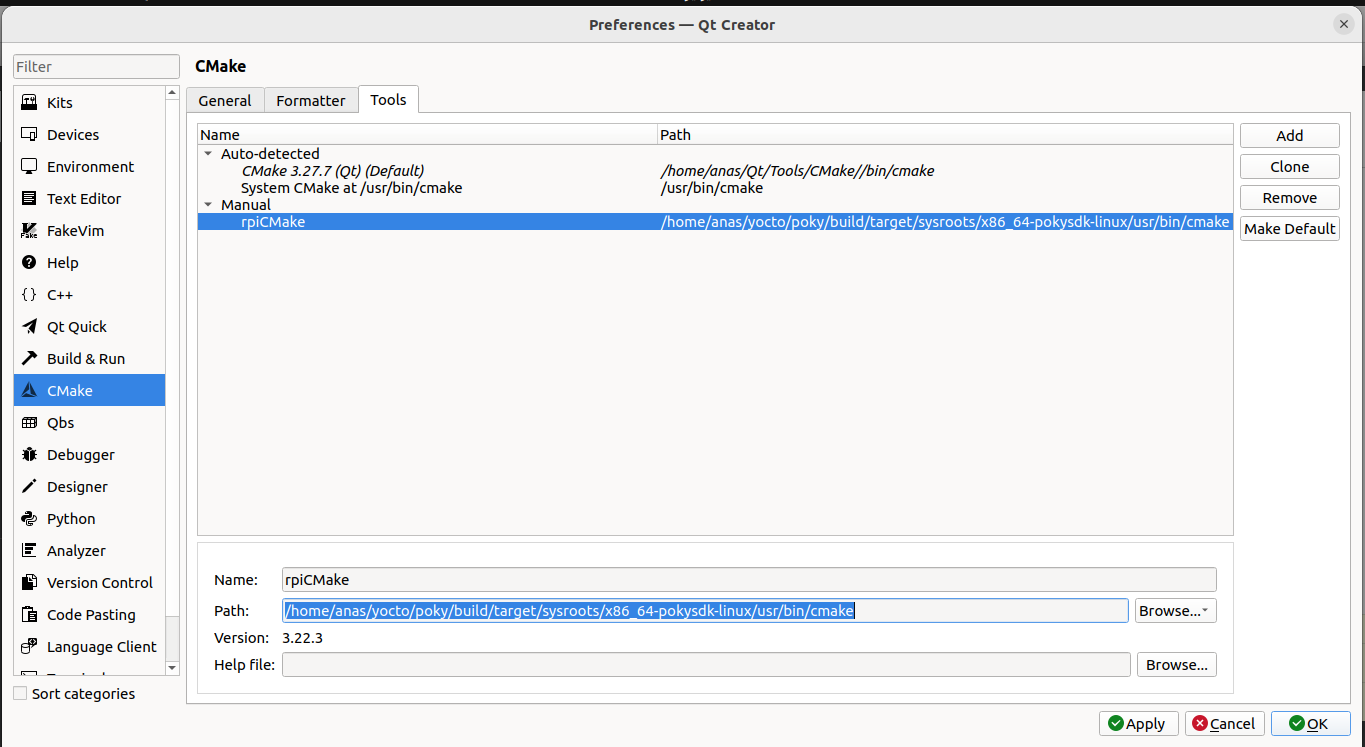 Preferences — Qt Creator
Filter
CMake
Kits
Devices
Environment
Text Editor
FakeVim
Help
C++
Qt Quick
Build & Run
CMake
Qbs
Debugger
Designer
Python
Analyzer
Version Control
Code Pasting
Language Client
Sort categories
General Formatter Tools
Name Path
Auto-detected
CMake 3.27.7 (Qt) (Default) /home/anas/Qt/Tools/CMake//bin/cmake
System CMake at /usr/bin/cmake /usr/bin/cmake
Manual
rpiCMake /home/anas/yocto/poky/build/target/sysroots/x86_64-pokysdk-linux/usr/bin/cmake
Add
Clone
Remove
Make Default
Name: rpiCMake
Path: /home/anas/yocto/poky/build/target/sysroots/x86_64-pokysdk-linux/usr/bin/cmake Browse...
Version: 3.22.3
Help file: Browse...
Apply Cancel OK